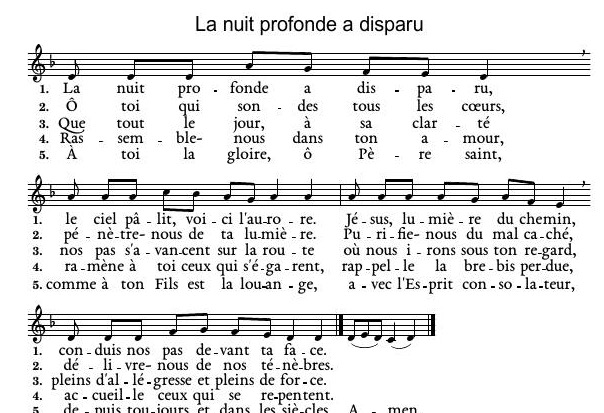 La nuit profonde a disparu
1. La nuit pro - fonde a dis - pa - ru,
2. Ô toi qui son - des tous les cœurs,
3. Que tout le jour, à sa clar - té
4. Ras - sem - ble- nous dans ton a - mour,
5. À toi la gloire, ô Pè - re saint,
1. le ciel pâ - lit, voi - ci l'au-ro - re. Jé - sus, lu - miè - re du chemin,
2. pé - nè - tre- nous de ta lu-miè - re. Pu - ri-fie- nous du mal ca-ché,
3. nos pas s'a - van-cent sur la rou - te où nous i - rons sous ton re-gard,
4. ra - mène à toi ceux qui s'é-ga - rent, rap - pel - le la bre - bis per-due,
5. comme à ton Fils est la lou-an - ge, a - vec l'Es-prit con - so - la-teur,
1. con - duis nos pas de-vant ta fa - ce.
2. dé - li - vre- nous de nos té - nè-bres.
3. pleins d'al - lé-gresse et pleins de for-ce.
4. ac - cueil-le ceux qui se re-pentent.
de - puis tou-jours et dans les siè-cles. A - men.